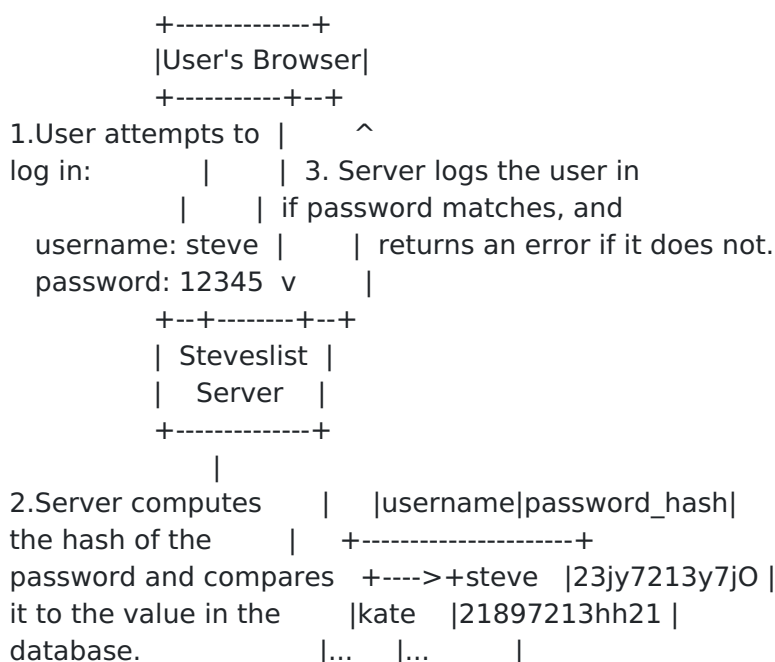 +--------------+
|User's Browser|
+-----------+--+
1.User attempts to | ^
log in: | | 3. Server logs the user in
| | if password matches, and
username: steve | | returns an error if it does not.
password: 12345 v |
+--+--------+--+
| Steveslist |
| Server |
+--------------+
|
2.Server computes | |username|password_hash|
the hash of the | +----------------------+
password and compares +---->+steve |23jy7213y7jO |
it to the value in the |kate |21897213hh21 |
database. |... |... |